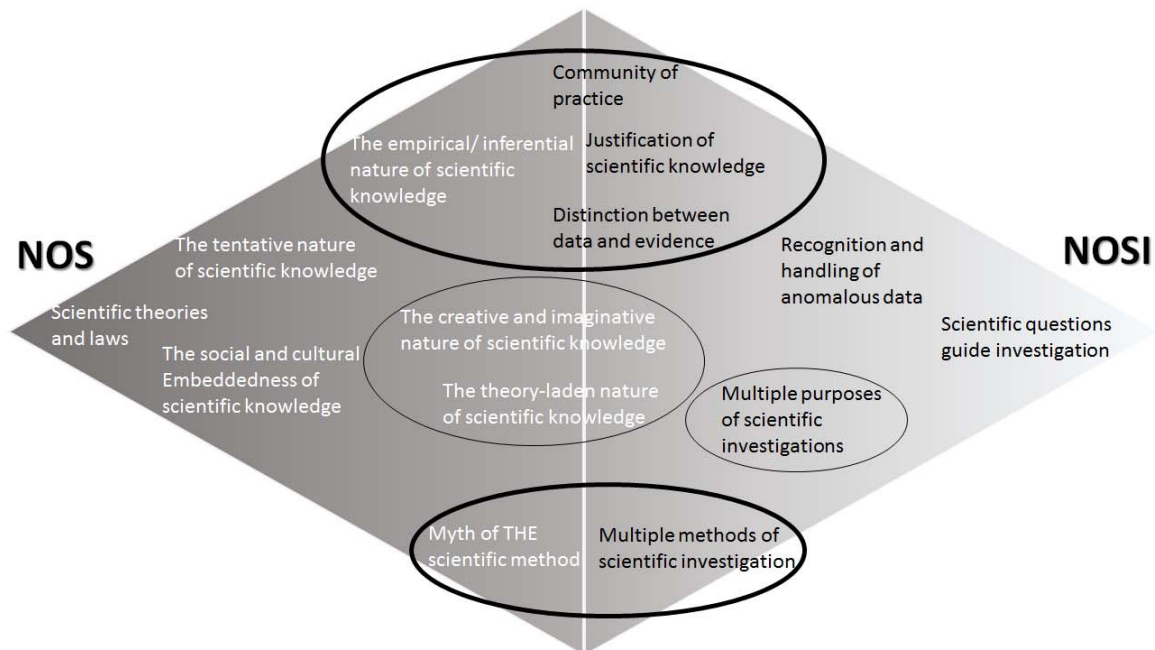 Community of
practice
The empirical/ inferential
nature of scientific
knowledge
Justification of
scientific knowledge
Distinction between
data and evidence
NOS
The tentative nature
of scientific knowledge
Recognition and
handling of
anomalous data
NOSI
Scientific theories
and laws
The creative and imaginative
nature of scientific knowledge
Scientific questions
guide investigation
The social and cultural
Embeddedness of
scientific knowledge
The theory-laden nature
of scientific knowledge
Multiple purposes
of scientific
investigations
Myth of THE
scientific method
Multiple methods of
scientific investigation